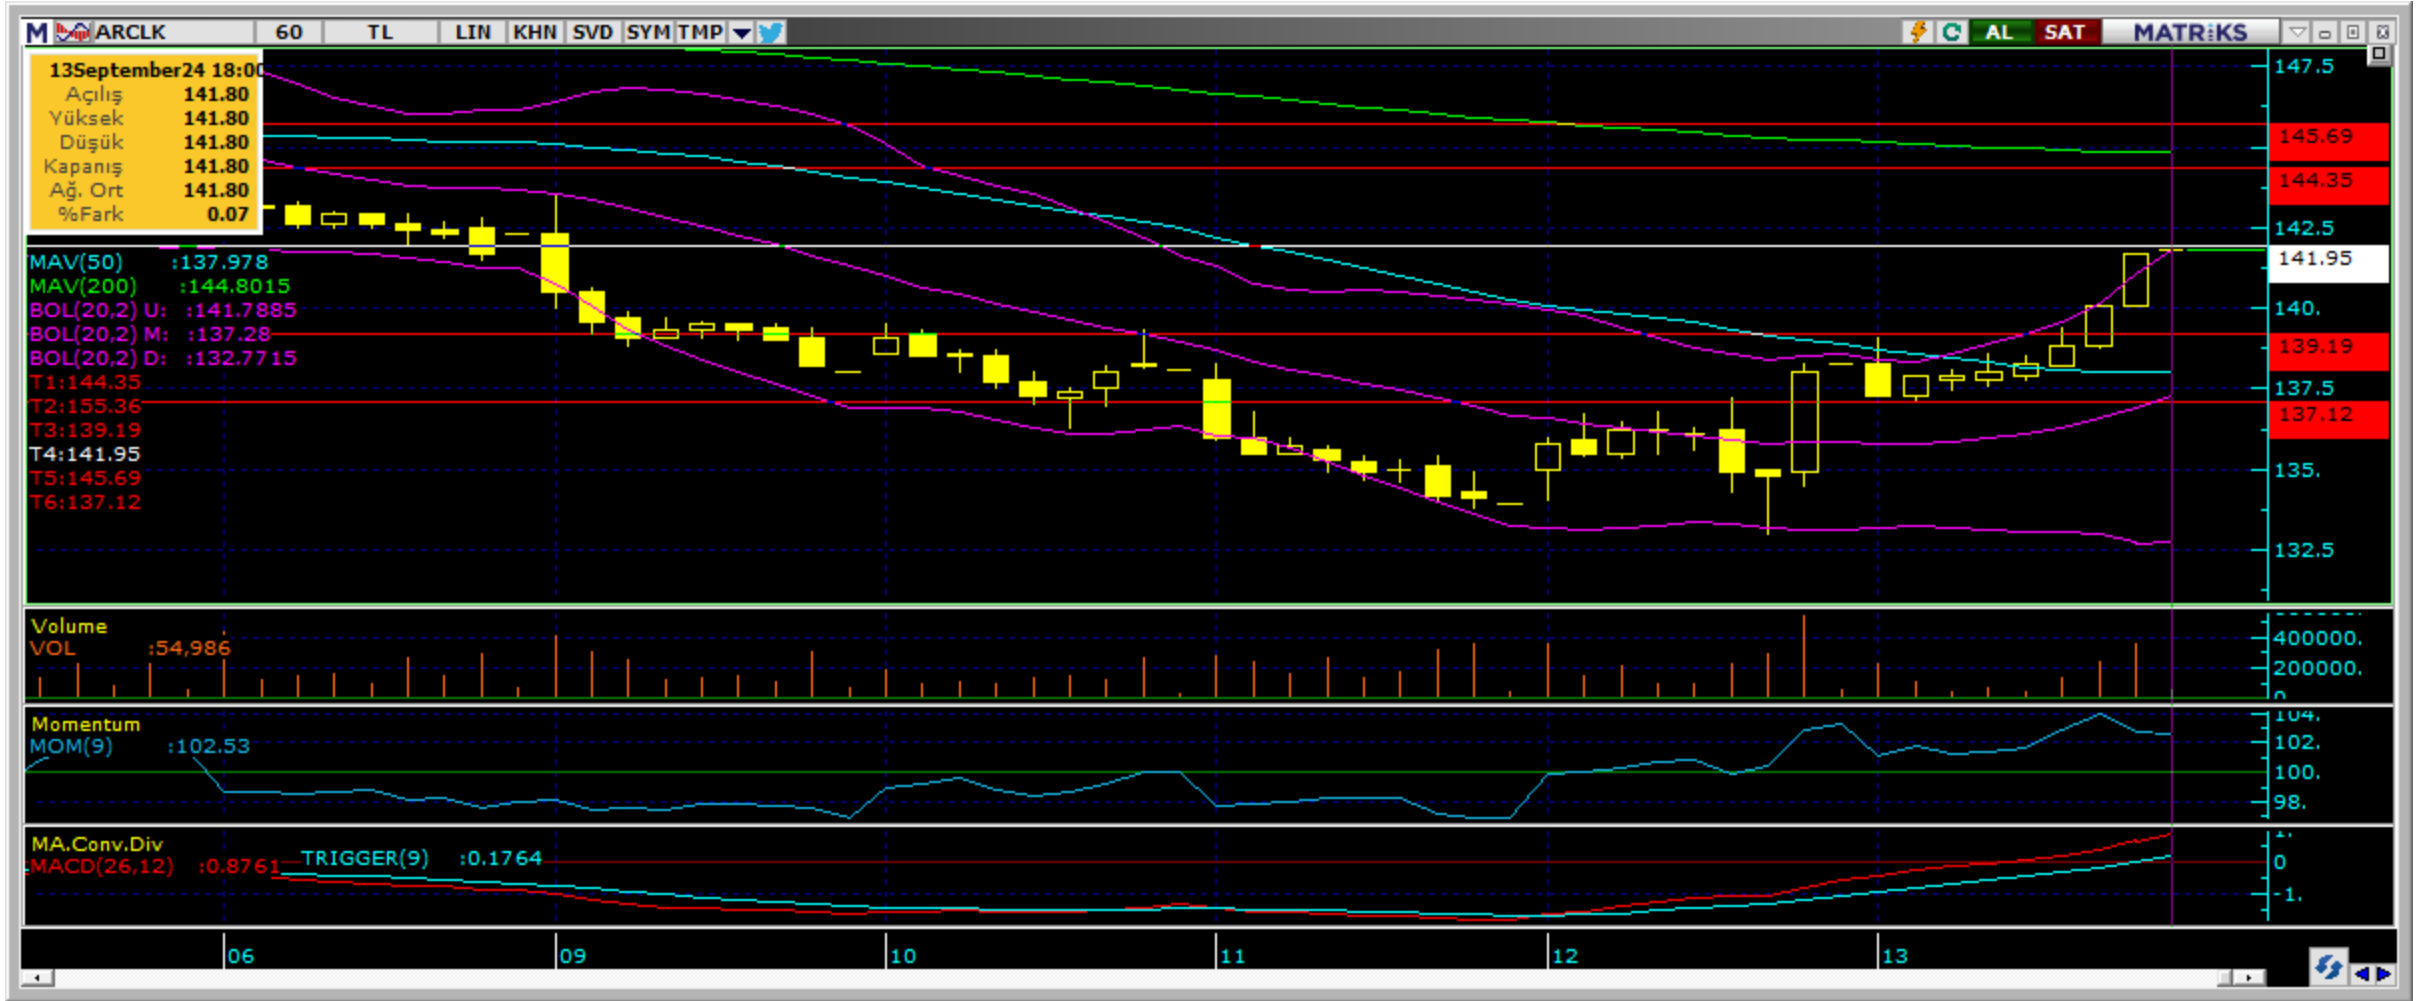 M ARCLK 60 TL LIN KHN SVD SYM TMP AL SAT MATRiKS
13September24 18:00
Açılış 141.80
Yüksek 141.80
Düşük 141.80
Kapanış 141.80
Ağ. Ort 141.80
%Fark 0.07
MAV(50) :137.978
MAV(200) :144.8015
BOL(20,2) U: :141.7885
BOL(20,2) M: :137.28
BOL(20,2) D: :132.7715
T1:144.35
T2:155.36
T3:139.19
T4:141.95
T5:145.69
T6:137.12
147.5
145.69
144.35
142.5
141.95
140.
139.19
137.5
137.12
135.
132.5
Volume
VOL :54,986
400000.
200000.
0
Momentum
MOM(9) :102.53
104.
102.
100.
98.
MA.Conv.Div
MACD(26,12) :0.8761 TRIGGER(9) :0.1764
1.
0
-1.
06 09 10 11 12 13